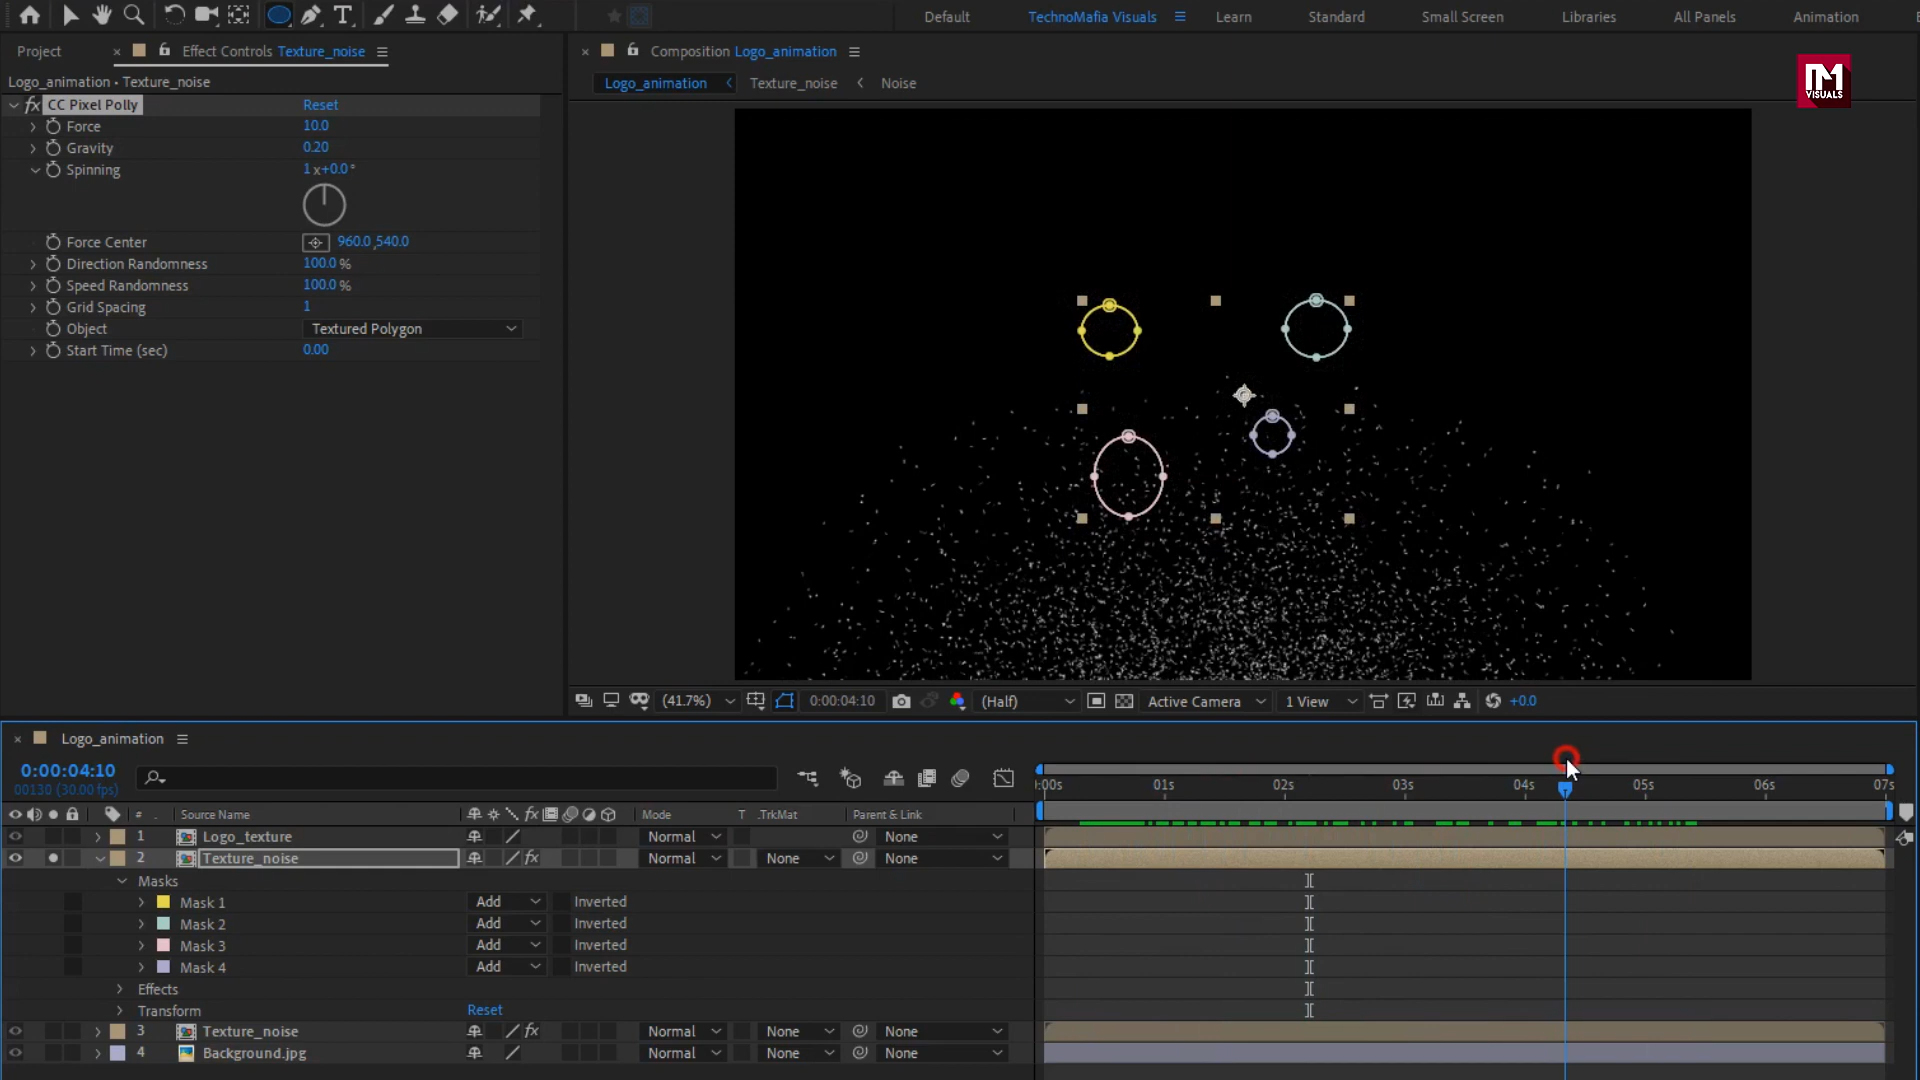 Default
TechnoMafia Visuals
Learn
Standard
Small Screen
Libraries
All Panels
Animation
Project
Effect Controls Texture_noise
Composition Logo_animation
Logo_animation • Texture_noise
Logo_animation
Texture_noise
Noise
VISUALS
fx CC Pixel Polly
Reset
Force
10.0
Gravity
0.20
Spinning
1 x+0.0 °
Force Center
960.0 ,540.0
Direction Randomness
100.0 %
Speed Randomness
100.0 %
Grid Spacing
1
Object
Textured Polygon
Start Time (sec)
0.00
(41.7%)
0:00:04:10
(Half)
Active Camera
1 View
+0.0
Logo_animation
0:00:04:10
00130 (30.00 fps)
:00s
01s
02s
03s
04s
05s
06s
07s
#
Source Name
fx
Mode
T
.TrkMat
Parent & Link
1
Logo_texture
Normal
None
2
Texture_noise
fx
Normal
None
None
Masks
Mask 1
Add
Inverted
Mask 2
Add
Inverted
Mask 3
Add
Inverted
Mask 4
Add
Inverted
Effects
Transform
Reset
3
Texture_noise
fx
Normal
None
None
4
Background.jpg
Normal
None
None